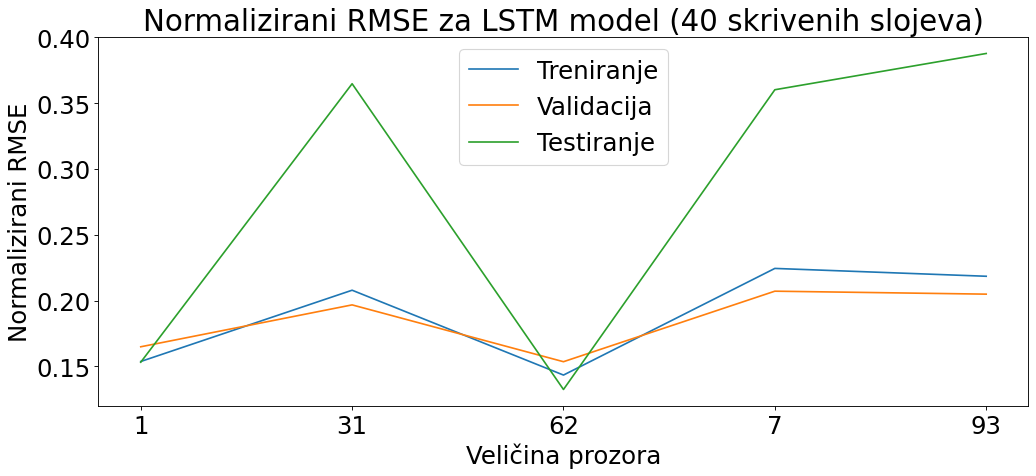 Normalizirani RMSE za LSTM model (40 skrivenih slojeva)
Normalizirani RMSE
0.40
0.35
0.30
0.25
0.20
0.15
Treniranje
Validacija
Testiranje
1 31 62 7 93
Veličina prozora